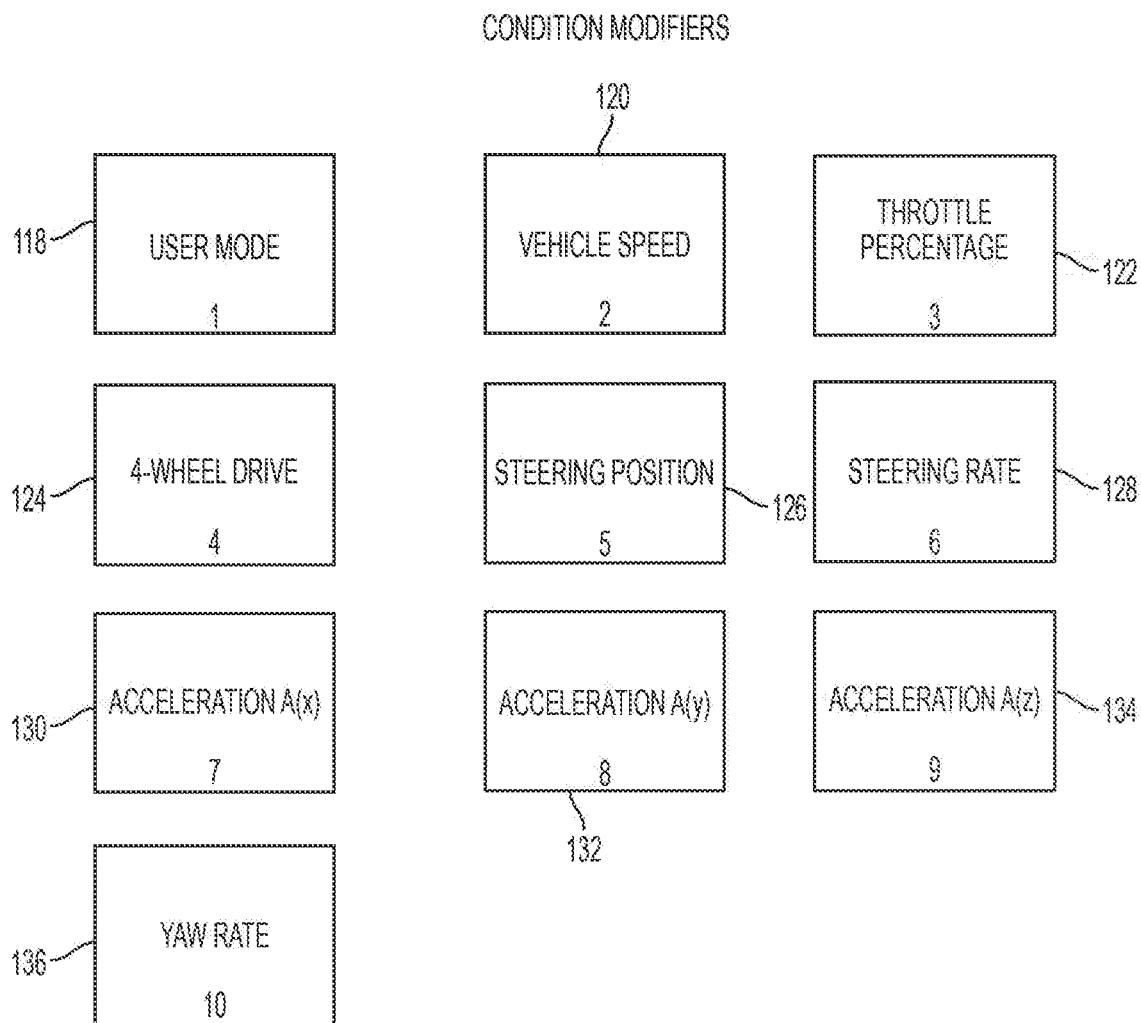 CONDITION MODIFIERS
120
118
USER MODE
1
VEHICLE SPEED
2
THROTTLE
PERCENTAGE
3
122
124
4-WHEEL DRIVE
4
STEERING POSITION
5
126
STEERING RATE
6
128
130
ACCELERATION A(x)
7
ACCELERATION A(y)
8
132
ACCELERATION A(z)
9
134
136
YAW RATE
10